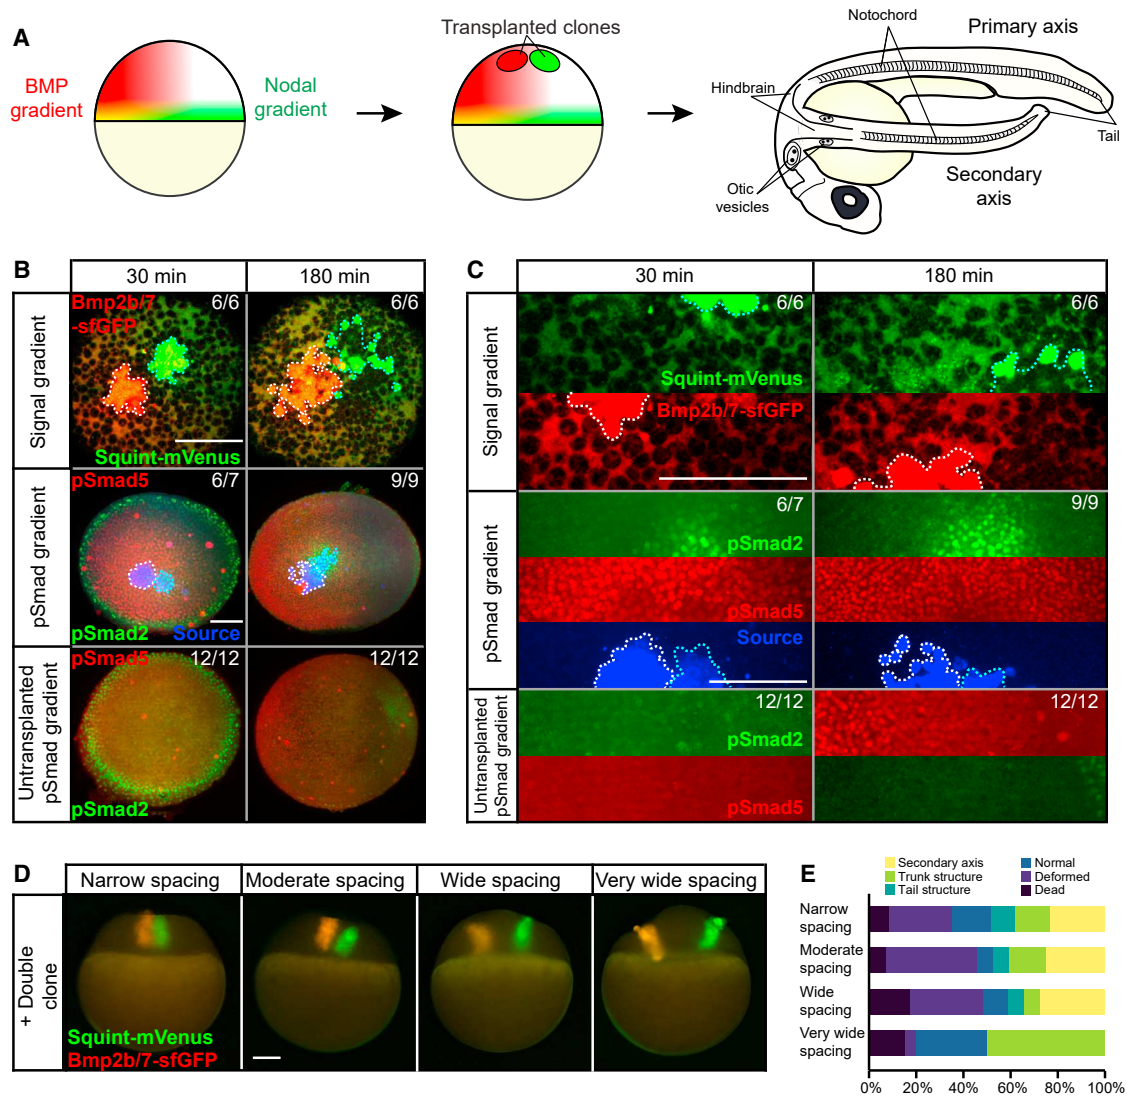 A
BMP
gradient
Nodal
gradient
Transplanted clones
Notochord
Primary axis
Hindbrain
Tail
Otic
vesicles
Secondary
axis
B
30 min
180 min
Signal gradient
Bmp2b/7
-sfGFP
6/6
Squint-mVenus
6/6
pSmad gradient
pSmad5
6/7
pSmad2
Source
9/9
Untransplanted
pSmad gradient
pSmad5
12/12
pSmad2
12/12
C
30 min
180 min
Signal gradient
6/6
Squint-mVenus
6/6
Bmp2b/7-sfGFP
pSmad gradient
6/7
pSmad2
9/9
pSmad5
Source
Untransplanted
pSmad gradient
12/12
pSmad2
12/12
pSmad5
D
Narrow spacing
Moderate spacing
Wide spacing
Very wide spacing
+ Double
clone
Squint-mVenus
Bmp2b/7-sfGFP
E
Secondary axis
Trunk structure
Tail structure
Normal
Deformed
Dead
Narrow
spacing
Moderate
spacing
Wide
spacing
Very wide
spacing
0% 20% 40% 60% 80% 100%